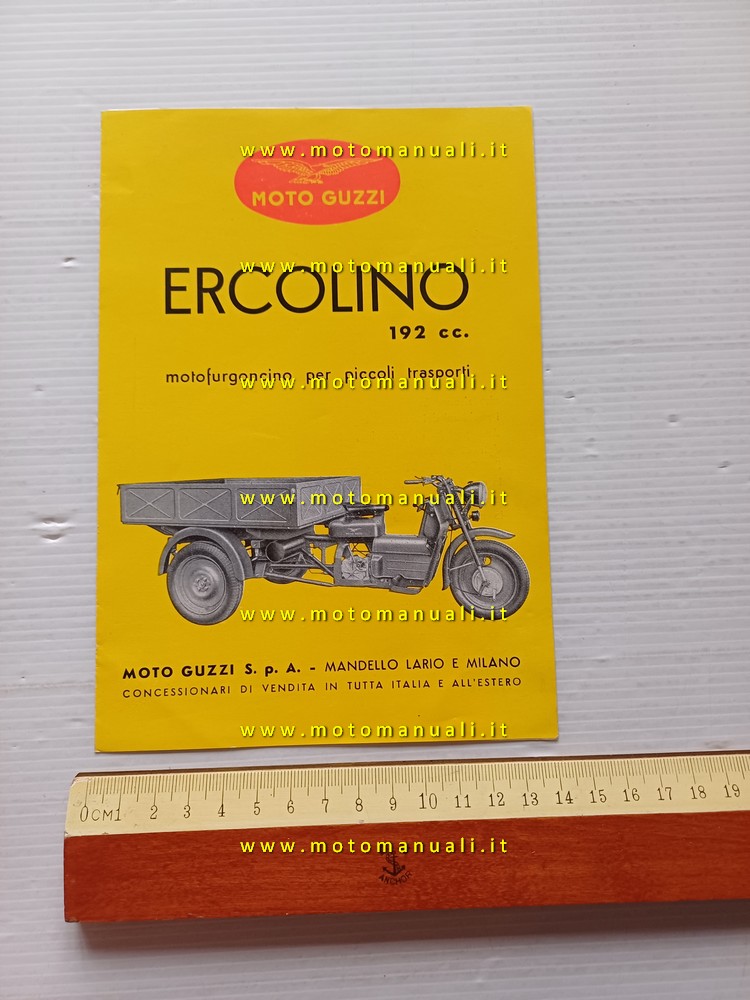 www.motomanuali.it
MOTO GUZZI
www.motomanuali.it
ERCOLINO
192 cc.
motofurgoncino per piccoli trasporti
www.motomanuali.it
www.motomanuali.it
www.motomanuali.it
MOTO GUZZI S. p. A. - MANDELLO LARIO E MILANO
CONCESSIONARI DI VENDITA IN TUTTA ITALIA E ALL'ESTERO
www.motomanuali.it
0CM1 2 3 4 5 6 7 8 9 10 11 12 13 14 15 16 17 18 19
www.motomanuali.it
ANCHOR